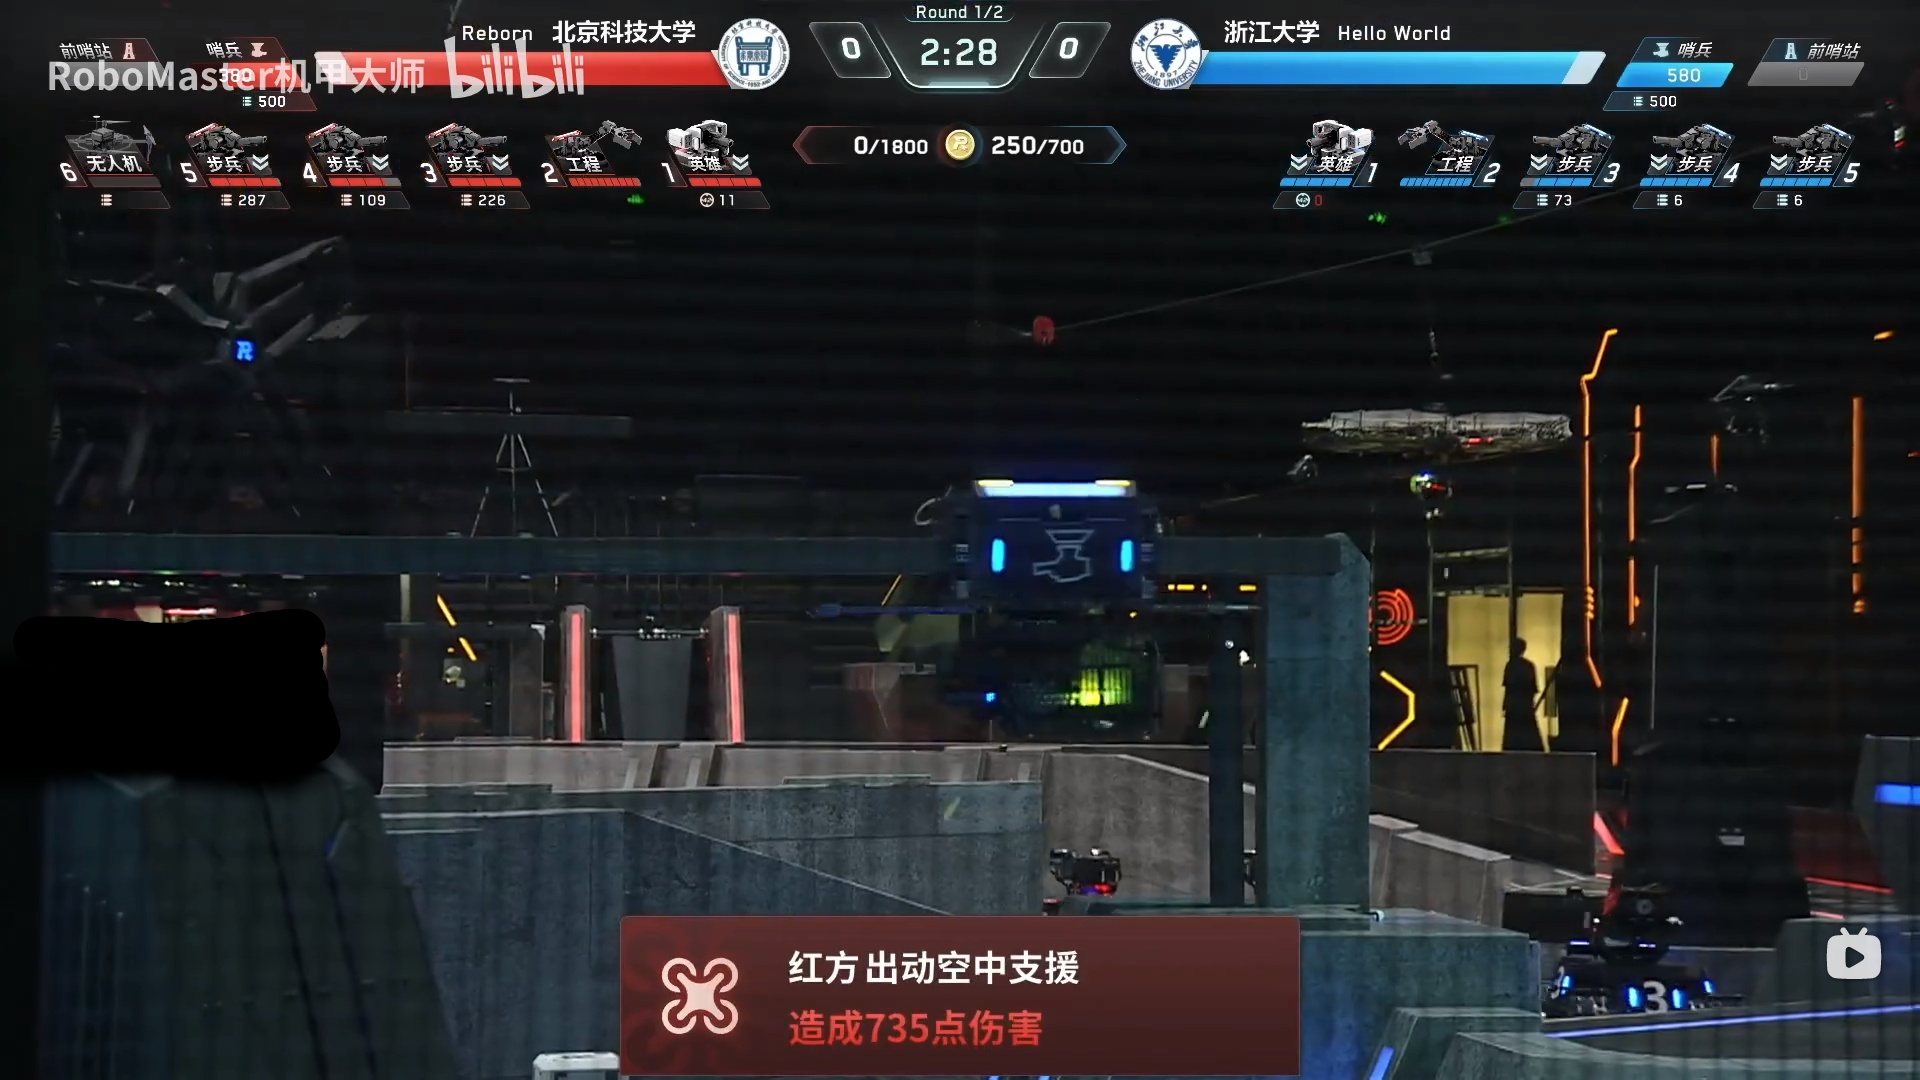 Round 1/2
Reborn 北京科技大学 0 2:28 0 浙江大学 Hello World
前哨站 哨兵 哨兵 前哨站
380 580 0
RoboMaster机甲大师 bilibili
500 500
0/1800 250/700
6 无人机 5 步兵 4 步兵 3 步兵 2 工程 1 英雄 英雄 1 工程 2 步兵 3 步兵 4 步兵 5
287 109 226 11 0 73 6 6
R
3
红方出动空中支援
造成735点伤害